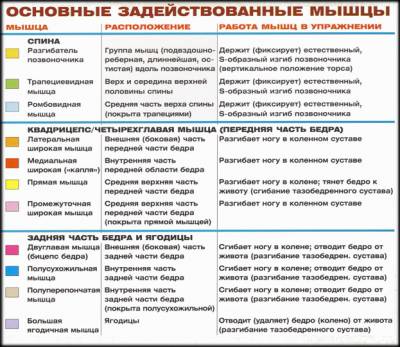 ОСНОВНЫЕ ЗАДЕЙСТВОВАННЫЕ МЫШЦЫ
МЫШЦА РАСПОЛОЖЕНИЕ РАБОТА МЫШЦ В УПРАЖНЕНИИ
СПИНА
Разгибатель Группа мышц (подвздошно- Держит (фиксирует) естественный,
позвоночника реберная, длиннейшая, ос- S-образный изгиб позвоночника
тистая) вдоль позвоночника (вертикальное положение торса)
Трапециевидная Верх и середина верхней Держит (фиксирует) естественный,
мышца половины спины S-образный изгиб позвоночника
Ромбовидная Средняя часть верха спины Держит (фиксирует) естественный,
мышца (покрыта трапециями) S-образный изгиб позвоночника
КВАДРИЦЕПС/ЧЕТЫРЕХГЛАВАЯ МЫШЦА (ПЕРЕДНЯЯ ЧАСТЬ БЕДРА)
Латеральная Внешняя (боковая) часть Разгибает ногу в коленном суставе
широкая мышца передней части бедра
Медиальная Внутренняя часть Разгибает ногу в коленном суставе
широкая («капля») передней области бедра
Прямая мышца Средняя верхняя часть Разгибает ногу в колене; тянет бедро к
передней части бедра животу (сгибание тазобедренного сустава)
Промежуточная Средняя верхняя часть Разгибает ногу в коленном суставе
широкая мышца передней части бедра
(покрыта прямой мышцей)
ЗАДНЯЯ ЧАСТЬ БЕДРА И ЯГОДИЦЫ
Двуглавая мышца Внешняя (боковая) часть Сгибает ногу в колене; отводит бедро от
(бицепс бедра) задней части бедра живота (разгибание тазобедрен. сустава)
Полусухожильная Внутренняя часть Сгибает ногу в колене; отводит бедро от
мышца задней части бедра живота (разгибание тазобедрен. сустава)
Полуперепончатая Внутренняя часть Сгибает ногу в колене; отводит бедро от
мышца задней части бедра живота (разгибание тазобедрен. сустава)
(покрыта полусухожильной)
Большая Ягодицы Отводит (удаляет) бедро (колено) от живота
ягодичная мышца (разгибание тазобедренного сустава)